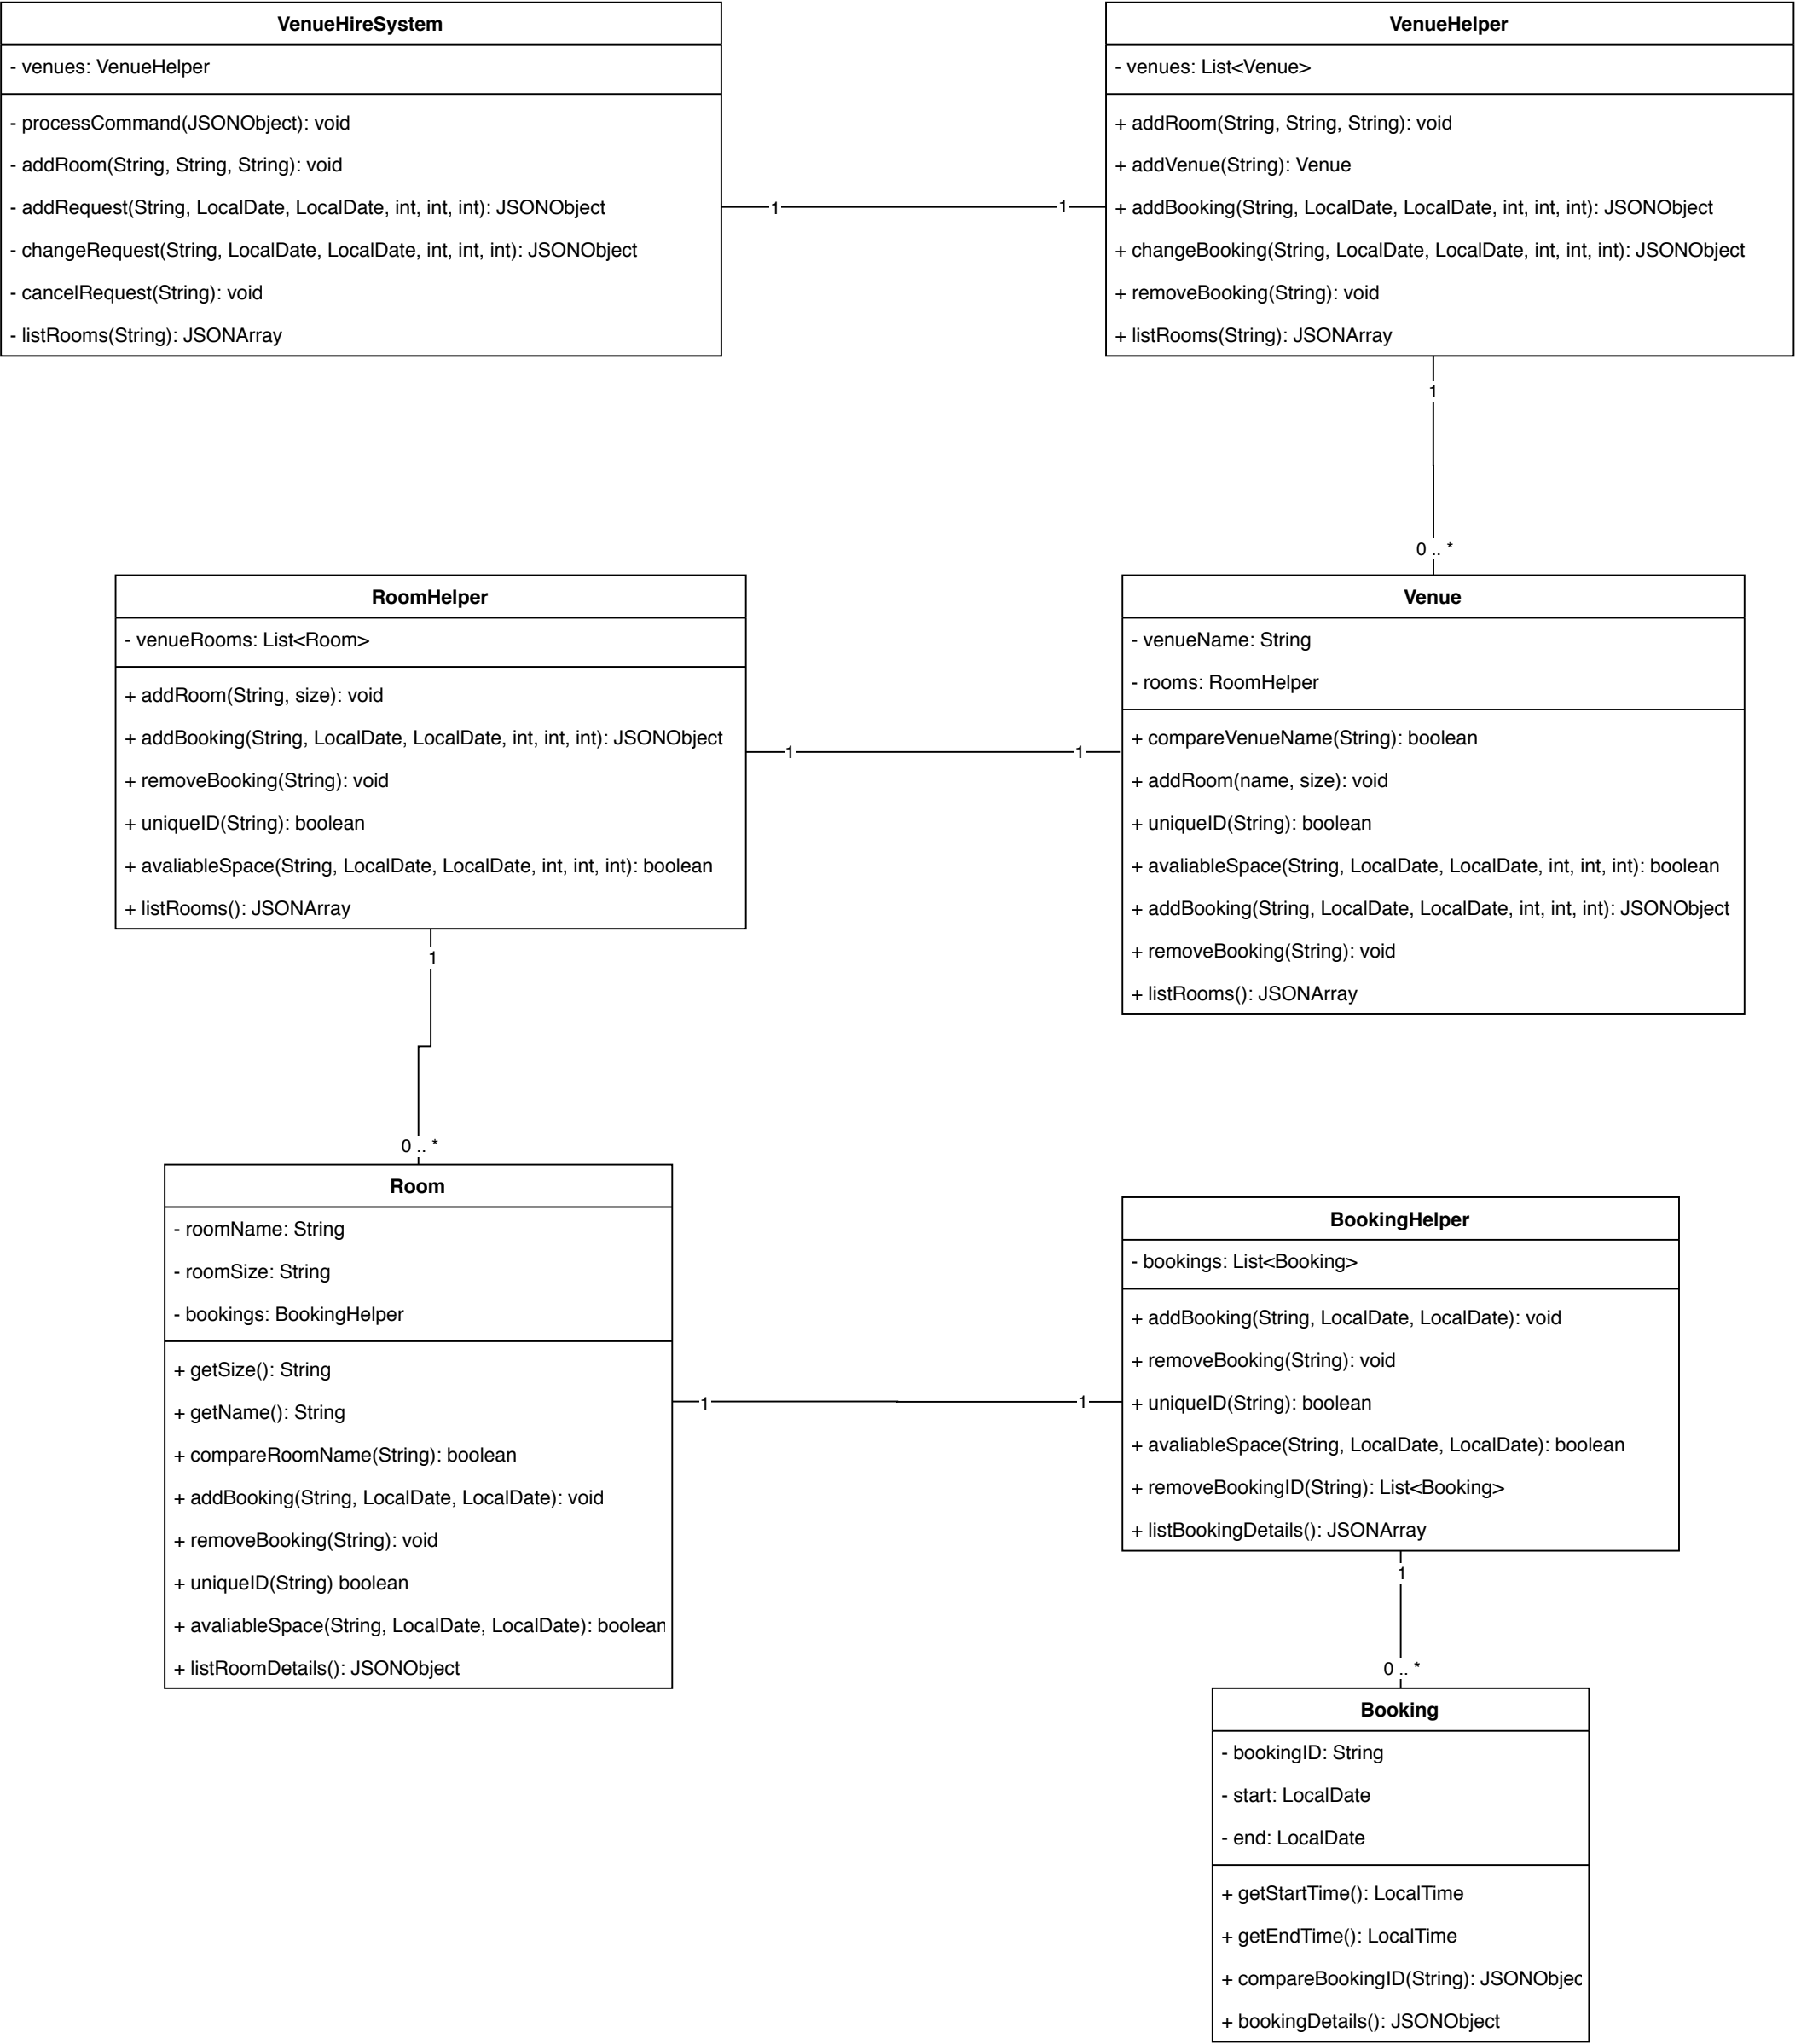 VenueHireSystem
- venues: VenueHelper
- processCommand(JSONObject): void
- addRoom(String, String, String): void
- addRequest(String, LocalDate, LocalDate, int, int, int): JSONObject
- changeRequest(String, LocalDate, LocalDate, int, int, int): JSONObject
- cancelRequest(String): void
- listRooms(String): JSONArray
1
1
VenueHelper
- venues: List<Venue>
+ addRoom(String, String, String): void
+ addVenue(String): Venue
+ addBooking(String, LocalDate, LocalDate, int, int, int): JSONObject
+ changeBooking(String, LocalDate, LocalDate, int, int, int): JSONObject
+ removeBooking(String): void
+ listRooms(String): JSONArray
1
0 .. *
RoomHelper
- venueRooms: List<Room>
+ addRoom(String, size): void
+ addBooking(String, LocalDate, LocalDate, int, int, int): JSONObject
+ removeBooking(String): void
+ uniqueID(String): boolean
+ avaliableSpace(String, LocalDate, LocalDate, int, int, int): boolean
+ listRooms(): JSONArray
1
1
Venue
- venueName: String
- rooms: RoomHelper
+ compareVenueName(String): boolean
+ addRoom(name, size): void
+ uniqueID(String): boolean
+ avaliableSpace(String, LocalDate, LocalDate, int, int, int): boolean
+ addBooking(String, LocalDate, LocalDate, int, int, int): JSONObject
+ removeBooking(String): void
+ listRooms(): JSONArray
1
0 .. *
Room
- roomName: String
- roomSize: String
- bookings: BookingHelper
+ getSize(): String
+ getName(): String
+ compareRoomName(String): boolean
+ addBooking(String, LocalDate, LocalDate): void
+ removeBooking(String): void
+ uniqueID(String) boolean
+ avaliableSpace(String, LocalDate, LocalDate): boolean
+ listRoomDetails(): JSONObject
1
1
BookingHelper
- bookings: List<Booking>
+ addBooking(String, LocalDate, LocalDate): void
+ removeBooking(String): void
+ uniqueID(String): boolean
+ avaliableSpace(String, LocalDate, LocalDate): boolean
+ removeBookingID(String): List<Booking>
+ listBookingDetails(): JSONArray
1
0 .. *
Booking
- bookingID: String
- start: LocalDate
- end: LocalDate
+ getStartTime(): LocalTime
+ getEndTime(): LocalTime
+ compareBookingID(String): JSONObjec
+ bookingDetails(): JSONObject